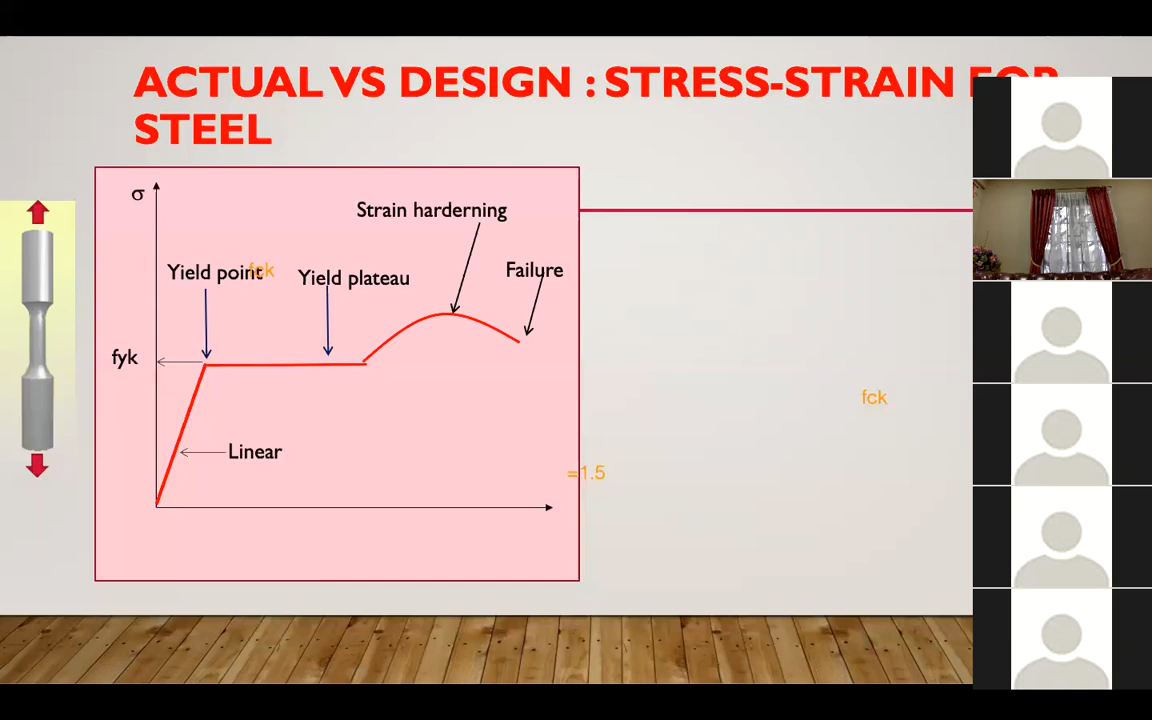 ACTUAL VS DESIGN : STRESS-STRAIN FOR
STEEL
σ
Strain harderning
Yield point
fck
Yield plateau
Failure
fyk
fck
Linear
=1.5